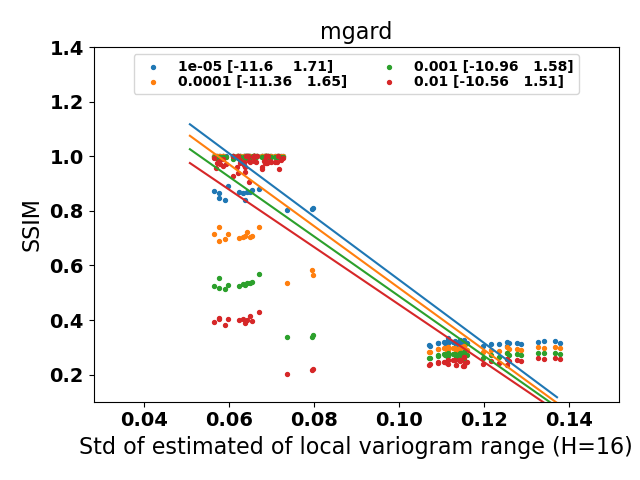 mgard
1e-05 [-11.6 1.71]
0.0001 [-11.36 1.65]
0.001 [-10.96 1.58]
0.01 [-10.56 1.51]
SSIM
1.4
1.2
1.0
0.8
0.6
0.4
0.2
0.04 0.06 0.08 0.10 0.12 0.14
Std of estimated of local variogram range (H=16)